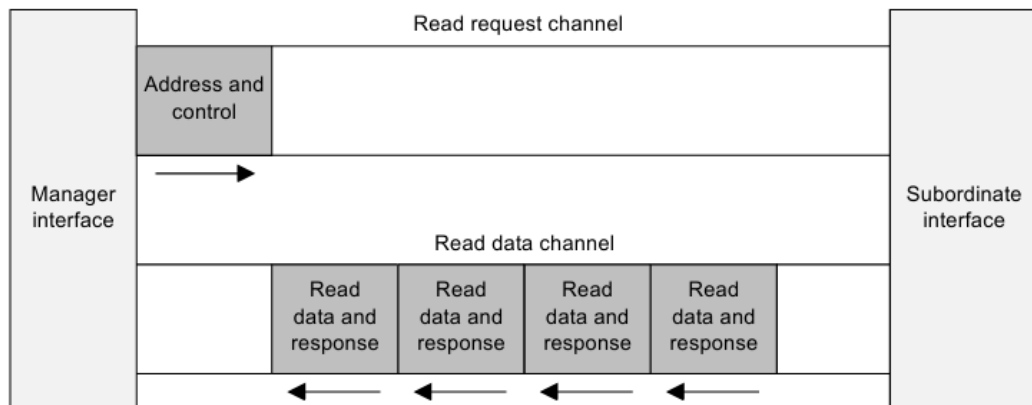 Read request channel
Address and
control
Manager
interface
Subordinate
interface
Read data channel
Read
data and
response
Read
data and
response
Read
data and
response
Read
data and
response